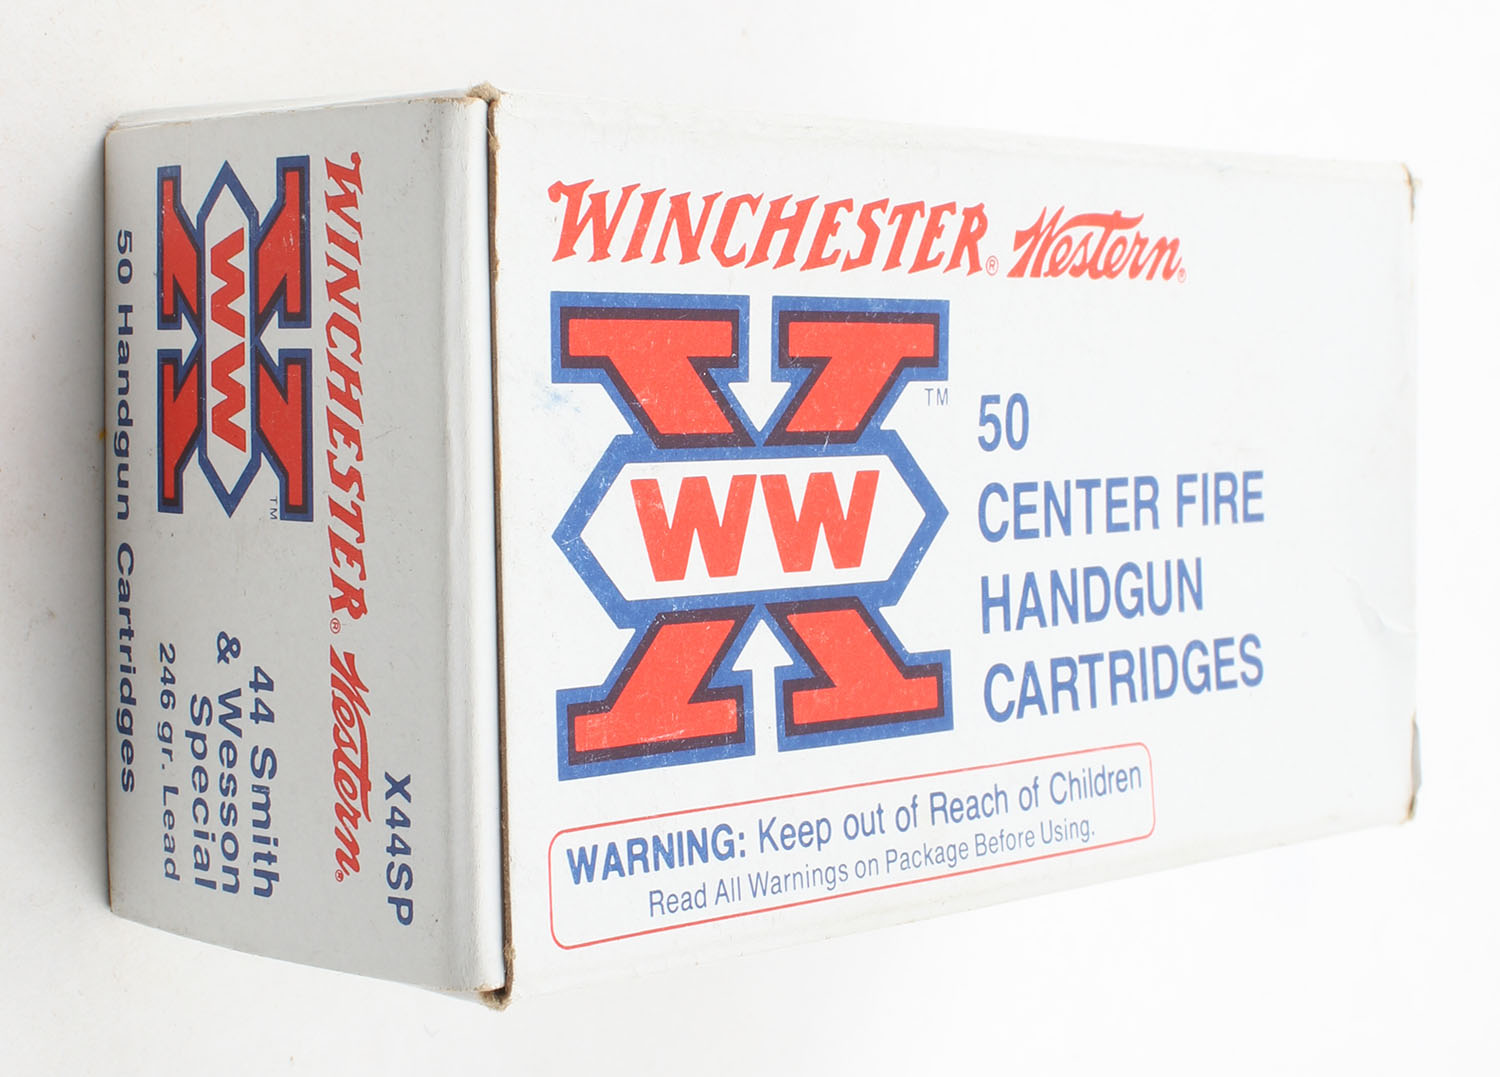 WINCHESTER® Western®
WW
TM
50
CENTER FIRE
HANDGUN
CARTRIDGES
WARNING: Keep out of Reach of Children
Read All Warnings on Package Before Using.
X44SP
WINCHESTER® Western®
WW
TM
44 Smith
& Wesson
Special
246 gr. Lead
50 Handgun Cartridges